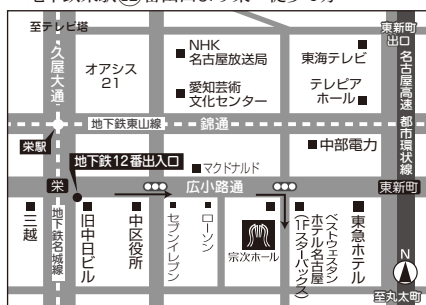 至テレビ塔
久屋大通
オアシス
21
NHK
名古屋放送局
愛知芸術
文化センター
東海テレビ
テレピア
ホール
東新町
出口
名古屋高速 都市環状線
地下鉄東山線
錦通
栄駅
中部電力
地下鉄12番出入口
マクドナルド
栄
広小路通
東新町
三越
地下鉄名城線
旧中日ビル
中区役所
セブンイレブン
ローソン
宗次ホール
ベストウェスタン
ホテル名古屋
(1Fスターバックス)
東急ホテル
N
至丸太町